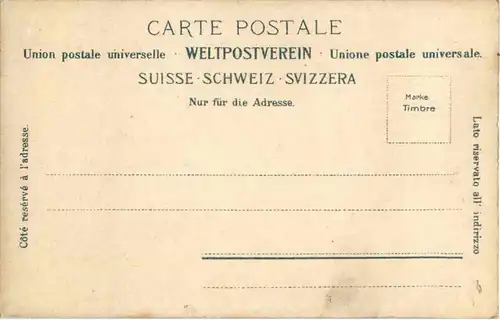 CARTE POSTALE
Union postale universelle · WELTPOSTVEREIN · Unione postale universale.
SUISSE · SCHWEIZ · SVIZZERA
Nur für die Adresse.
Marke
Timbre
Côté reservé à l'adresse.
Lato riservato all' indirizzo